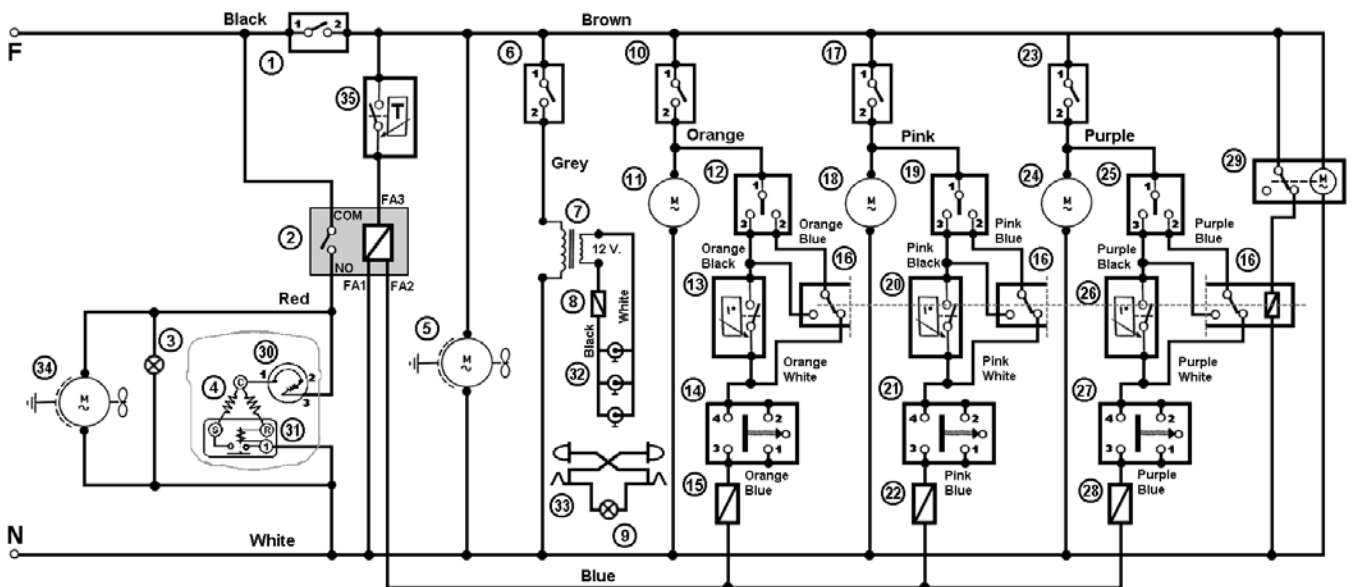 Black
Brown
F
1 2
1
6
10
17
23
35
T
1
2
1
2
1
2
1
2
Orange
Pink
Purple
Grey
29
M
~
11
12
18
19
24
25
FA3
COM
2
NO
FA1
FA2
7
12 V.
M
~
1
3 2
M
~
1
3 2
M
~
1
3 2
Orange
Blue
Pink
Blue
Purple
Blue
Orange
Black
Pink
Black
Purple
Black
16
16
16
13
20
26
I*
I*
I*
Red
8
White
Black
3
5
M
~
30
34
M
~
4
C
1
2
3
S
R
31
1
32
Orange
White
Pink
White
Purple
White
14
21
27
4 2
3 1
4 2
3 1
4 2
3 1
33
9
15
Orange
Blue
22
Pink
Blue
28
Purple
Blue
N
White
Blue